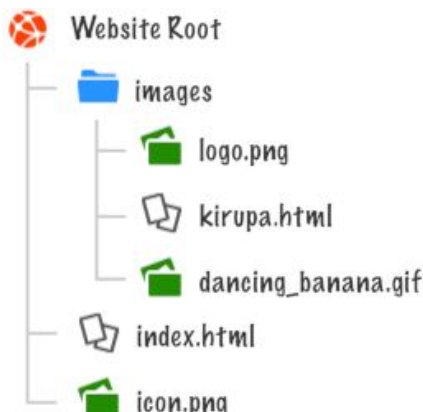 Website Root
images
logo.png
kirupa.html
dancing_banana.gif
index.html
icon.png